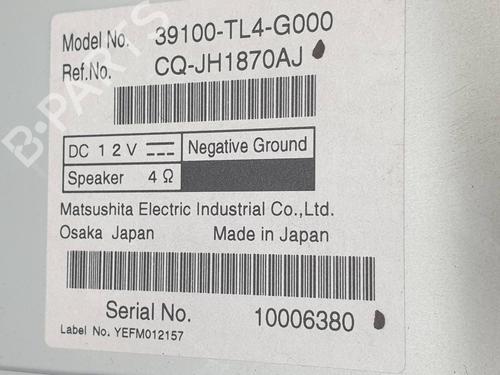 Model No. 39100-TL4-G000
Ref.No. CQ-JH1870AJ
DC 12V Negative Ground
Speaker 4 Ω
Matsushita Electric Industrial Co.,Ltd.
Osaka Japan Made in Japan
Serial No. 10006380
Label No. YEFM012157
B-PARTS